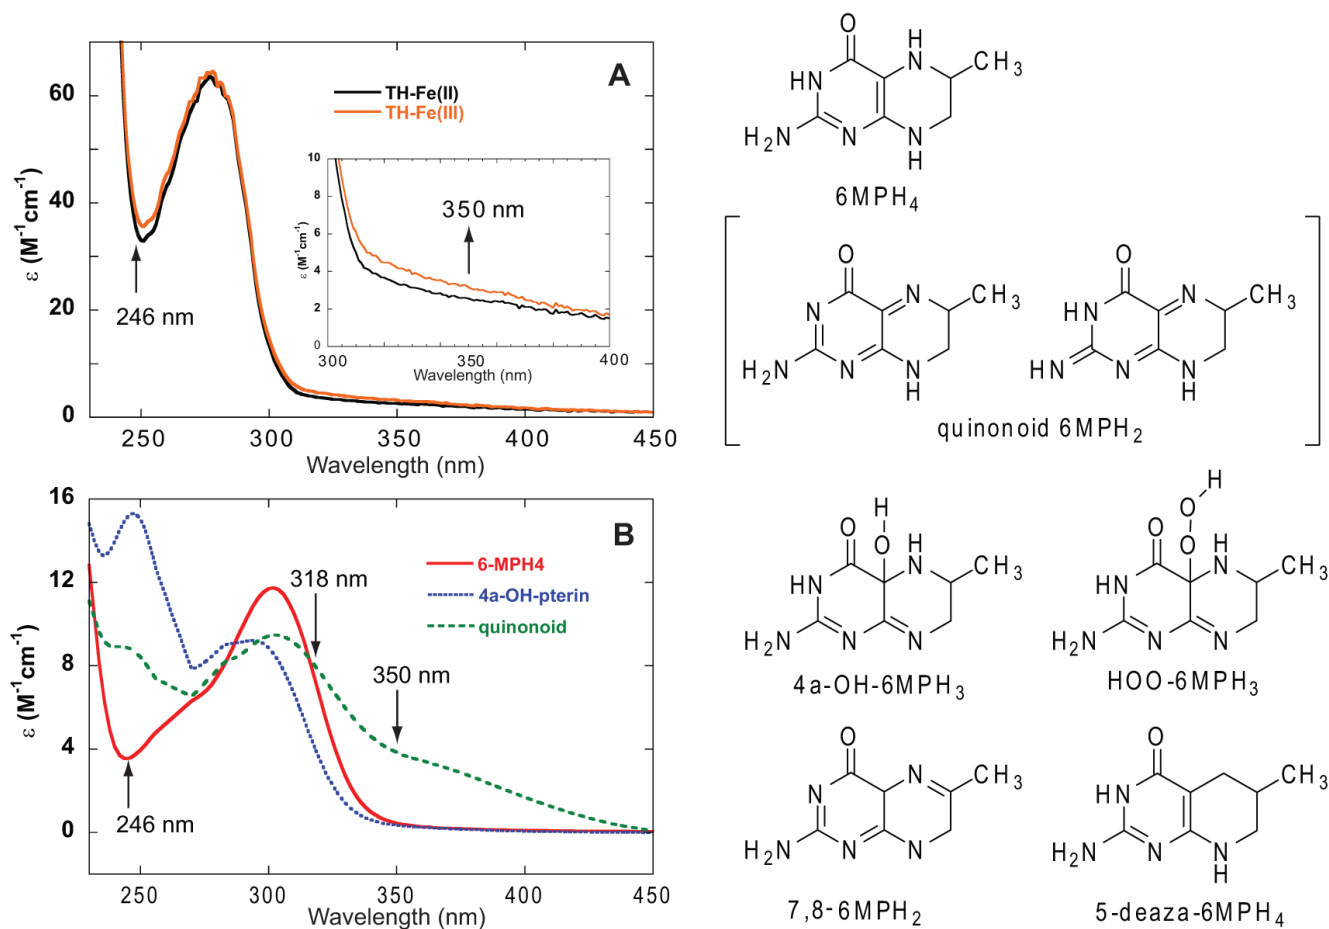 A
TH-Fe(II)
TH-Fe(III)
60
40
20
0
ε (M⁻¹cm⁻¹)
246 nm
250 300 350 400 450
Wavelength (nm)
10
8
6
4
2
0
ε (M⁻¹cm⁻¹)
350 nm
300 350 400
Wavelength (nm)
B
6-MPH4
4a-OH-pterin
quinonoid
16
12
8
4
0
ε (M⁻¹cm⁻¹)
318 nm
350 nm
246 nm
250 300 350 400 450
Wavelength (nm)
O
H
N
CH₃
HN
H₂N
N
N
H
6MPH₄
O
N
CH₃
N
H₂N
N
N
H
O
N
CH₃
HN
HN
N
N
H
quinonoid 6MPH₂
H
O
O
H
N
CH₃
HN
H₂N
N
N
4a-OH-6MPH₃
H
O
O
O
H
N
CH₃
HN
H₂N
N
N
HOO-6MPH₃
O
N
CH₃
N
H₂N
N
N
7,8-6MPH₂
O
CH₃
HN
H₂N
N
N
H
5-deaza-6MPH₄